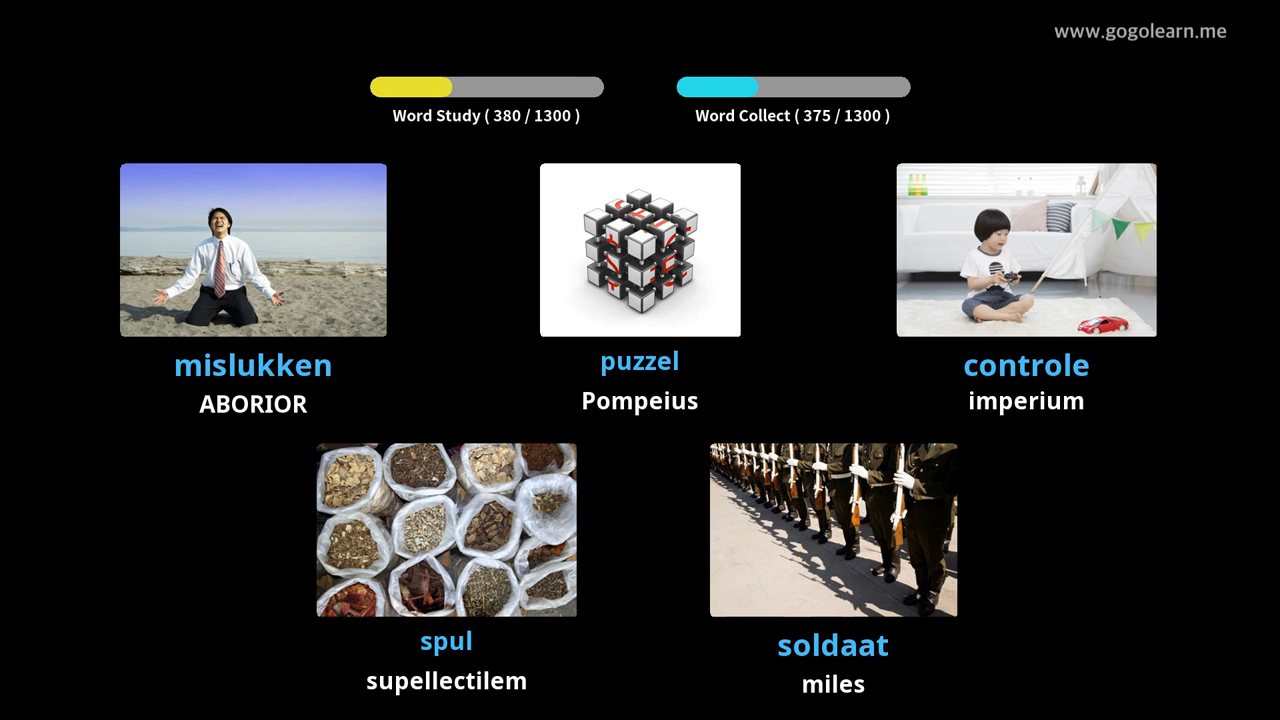 www.gogolearn.me
Word Study ( 380 / 1300 )
Word Collect ( 375 / 1300 )
mislukken
ABORIOR
puzzel
Pompeius
controle
imperium
spul
supellectilem
soldaat
miles